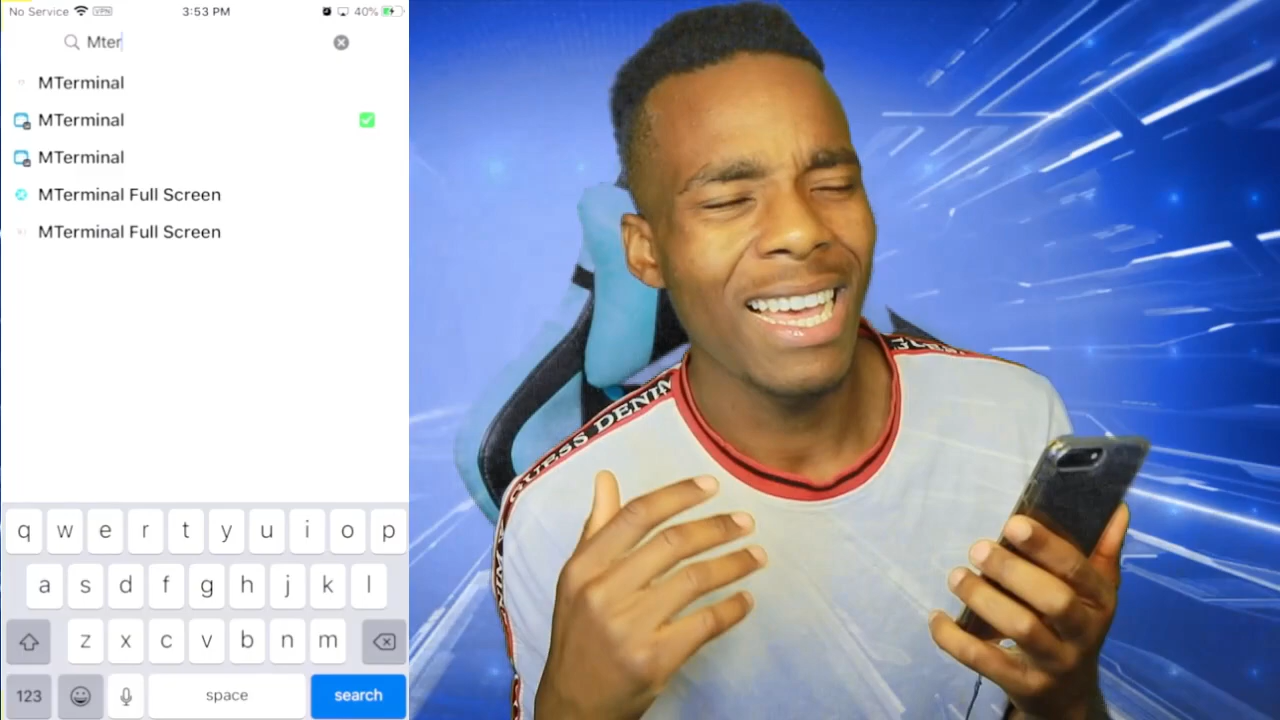 No Service VPN 3:53 PM 40%
Mter
MTerminal
MTerminal
MTerminal
MTerminal Full Screen
MTerminal Full Screen
q w e r t y u i o p
a s d f g h j k l
z x c v b n m
123 space search
GUESS DENIM